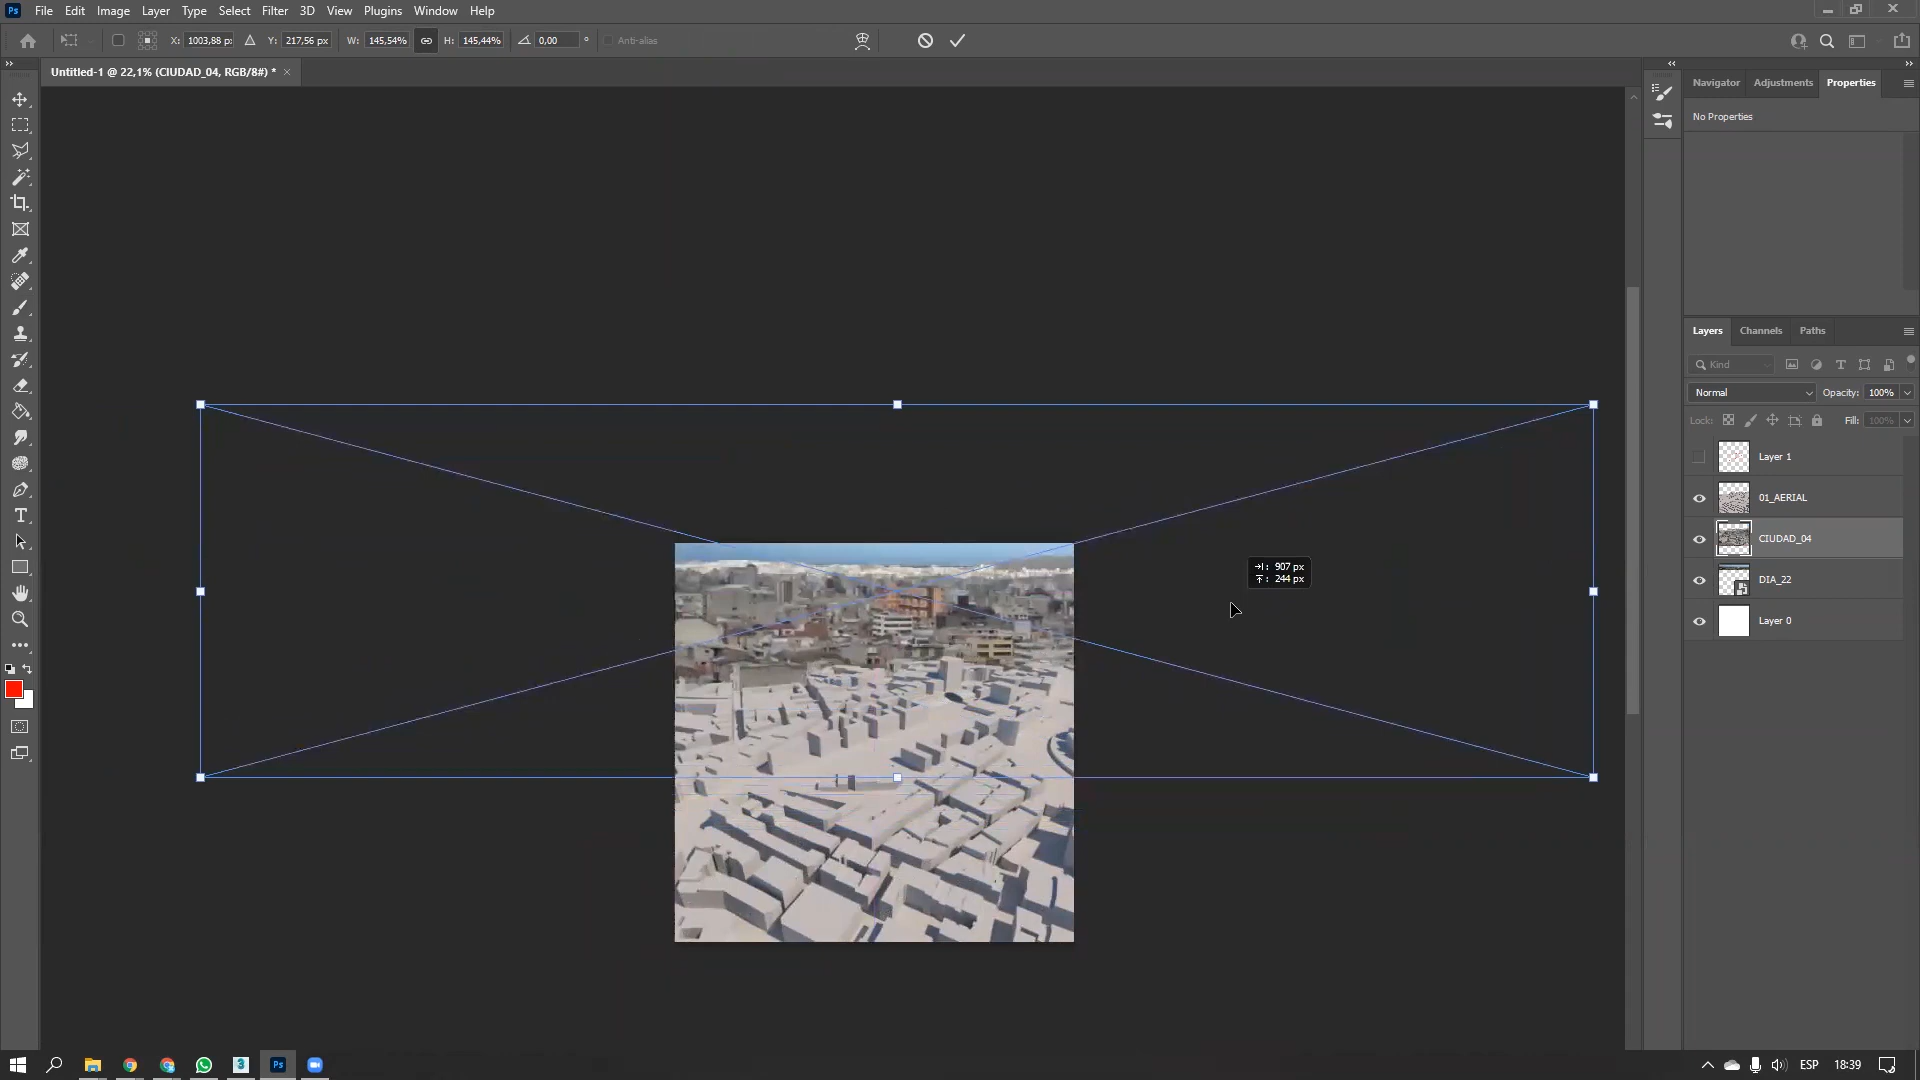 Ps File Edit Image Layer Type Select Filter 3D View Plugins Window Help
X: 1003,88 p Y: 217,56 px W: 145,54% H: 145,44% 0,00 ° Anti-alias
Untitled-1 @ 22,1% (CIUDAD_04, RGB/8#) * ×
Navigator Adjustments Properties
No Properties
Layers Channels Paths
Kind
Normal Opacity: 100%
Lock: Fill: 100%
Layer 1
01_AERIAL
CIUDAD_04
DIA_22
Layer 0
: 907 px
: 244 px
T
3 Ps ESP 18:39